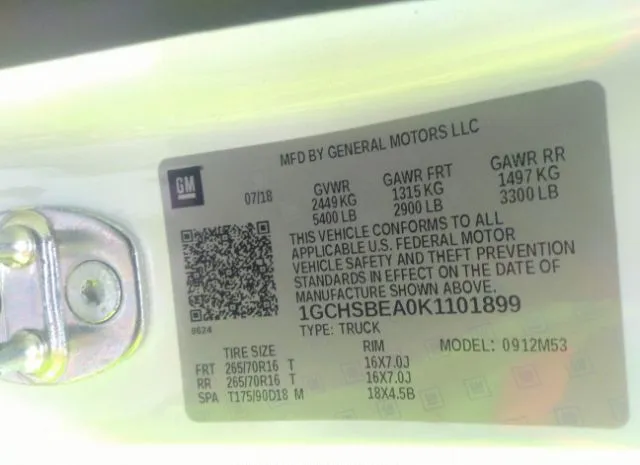 MFD BY GENERAL MOTORS LLC
GM
07/18
GVWR GAWR FRT GAWR RR
2449 KG 1315 KG 1497 KG
5400 LB 2900 LB 3300 LB
THIS VEHICLE CONFORMS TO ALL
APPLICABLE U.S. FEDERAL MOTOR
VEHICLE SAFETY AND THEFT PREVENTION
STANDARDS IN EFFECT ON THE DATE OF
MANUFACTURE SHOWN ABOVE.
8624
1GCHSBEA0K1101899
TYPE: TRUCK
TIRE SIZE RIM MODEL: 0912M53
FRT 265/70R16 T 16X7.0J
RR 265/70R16 T 16X7.0J
SPA T175/90D18 M 18X4.5B